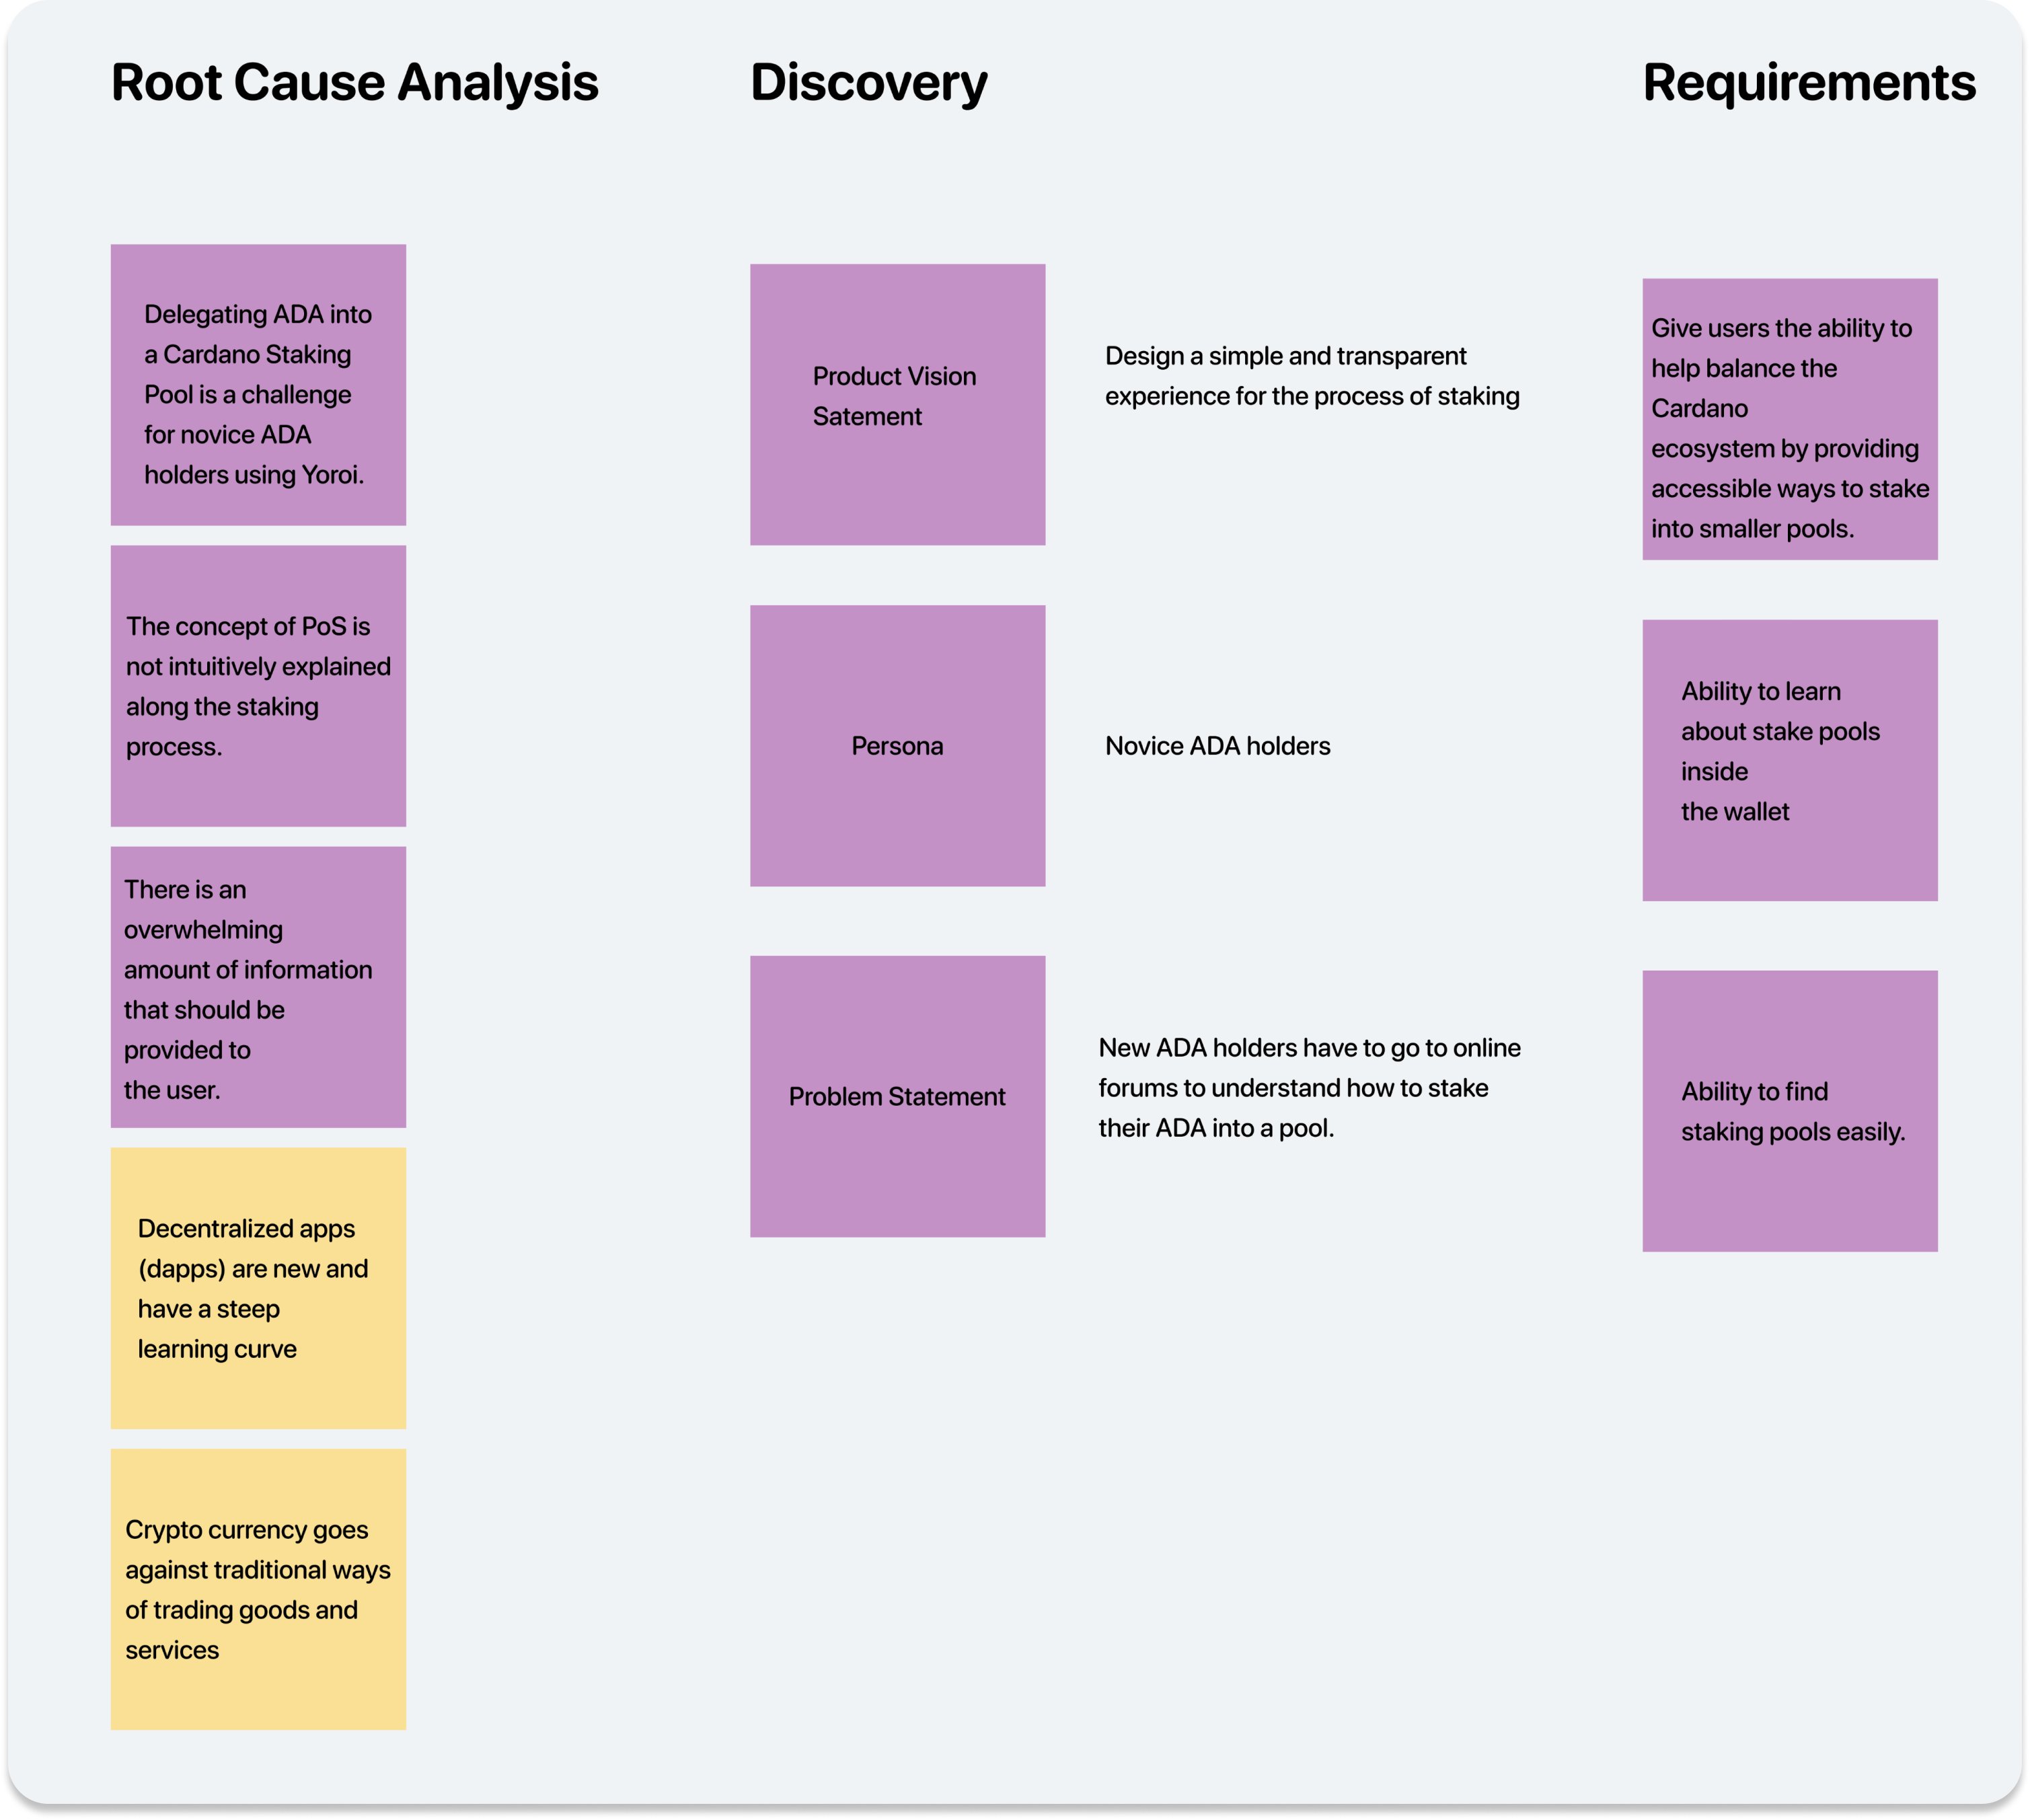 Root Cause Analysis
Delegating ADA into
a Cardano Staking
Pool is a challenge
for novice ADA
holders using Yoroi.
The concept of PoS is
not intuitively explained
along the staking
process.
There is an
overwhelming
amount of information
that should be
provided to
the user.
Decentralized apps
(dapps) are new and
have a steep
learning curve
Crypto currency goes
against traditional ways
of trading goods and
services
Discovery
Product Vision
Satement
Design a simple and transparent
experience for the process of staking
Persona
Novice ADA holders
Problem Statement
New ADA holders have to go to online
forums to understand how to stake
their ADA into a pool.
Requirements
Give users the ability to
help balance the
Cardano
ecosystem by providing
accessible ways to stake
into smaller pools.
Ability to learn
about stake pools
inside
the wallet
Ability to find
staking pools easily.